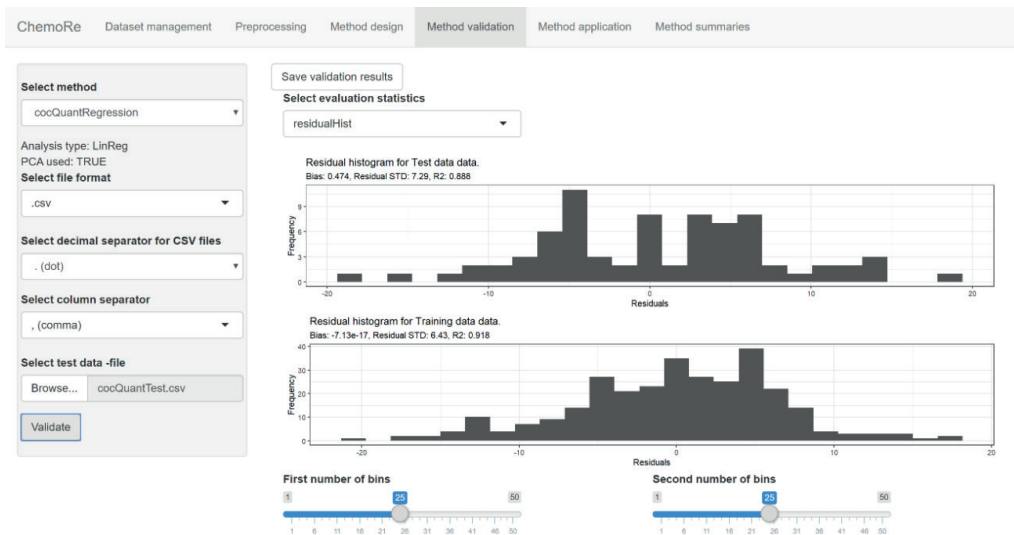 ChemoRe Dataset management Preprocessing Method design Method validation Method application Method summaries
Select method
cocQuantRegression
Analysis type: LinReg
PCA used: TRUE
Select file format
.csv
Select decimal separator for CSV files
. (dot)
Select column separator
, (comma)
Select test data -file
Browse... cocQuantTest.csv
Validate
Save validation results
Select evaluation statistics
residualHist
Residual histogram for Test data data.
Bias: 0.474, Residual STD: 7.29, R2: 0.888
Frequency
9
6
3
0
-20 -10 0 10 20
Residuals
Residual histogram for Training data data.
Bias: -7.13e-17, Residual STD: 6.43, R2: 0.918
Frequency
40
30
20
10
0
-20 -10 0 10 20
Residuals
First number of bins
1 25 50
1 6 11 16 21 26 31 36 41 46 50
Second number of bins
1 25 50
1 6 11 16 21 26 31 36 41 46 50